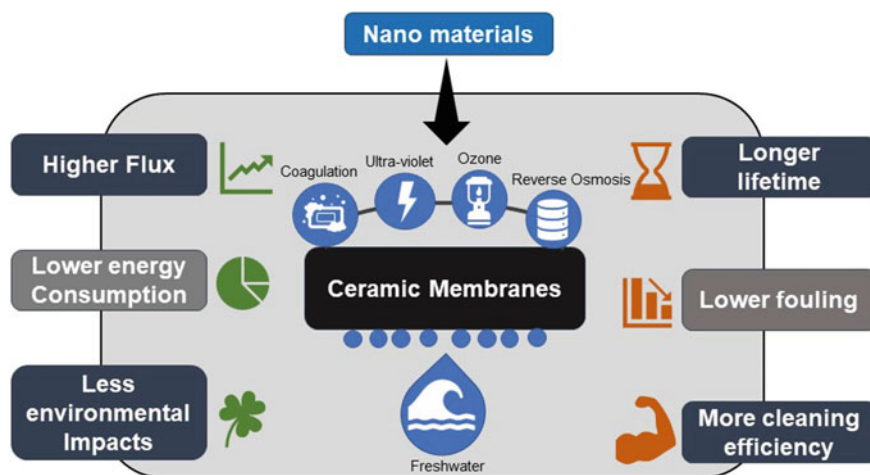 Nano materials
Higher Flux
Lower energy
Consumption
Less
environmental
Impacts
Coagulation
Ultra-violet
Ozone
Reverse Osmosis
Ceramic Membranes
Freshwater
Longer
lifetime
Lower fouling
More cleaning
efficiency